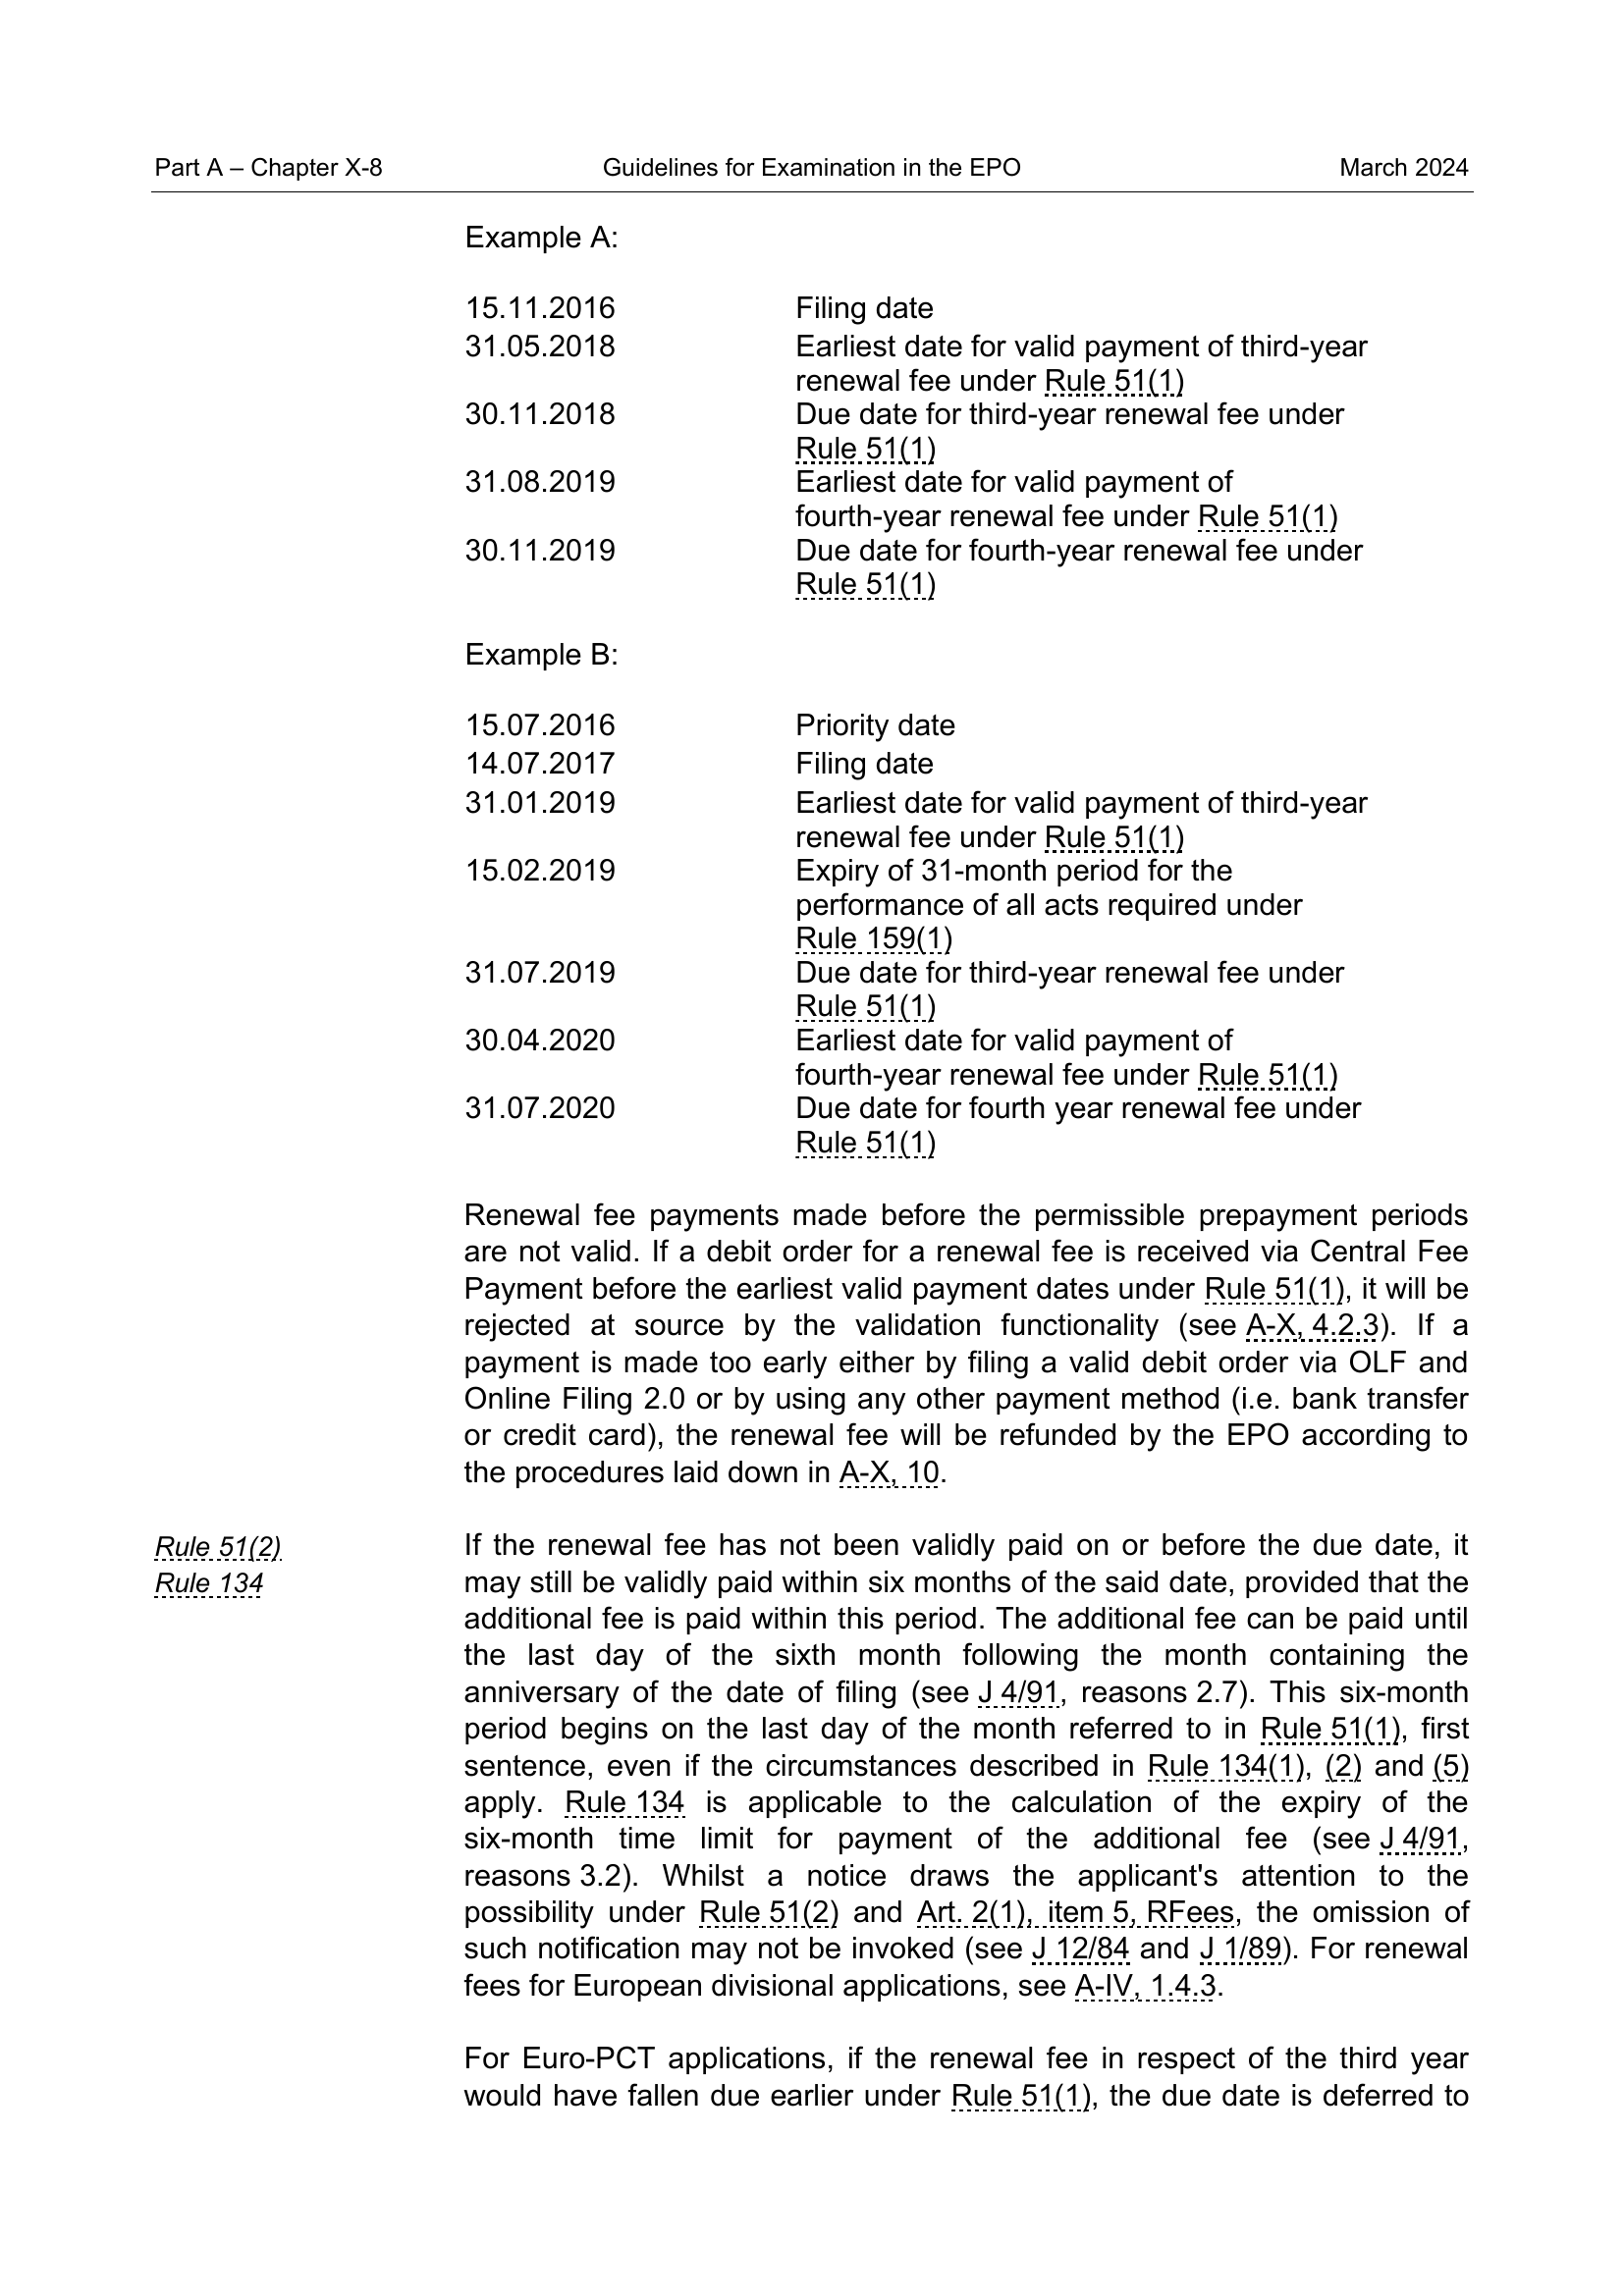 Part A – Chapter X-8 Guidelines for Examination in the EPO March 2024
Example A:
15.11.2016 Filing date
31.05.2018 Earliest date for valid payment of third-year
renewal fee under Rule 51(1)
30.11.2018 Due date for third-year renewal fee under
Rule 51(1)
31.08.2019 Earliest date for valid payment of
fourth-year renewal fee under Rule 51(1)
30.11.2019 Due date for fourth-year renewal fee under
Rule 51(1)
Example B:
15.07.2016 Priority date
14.07.2017 Filing date
31.01.2019 Earliest date for valid payment of third-year
renewal fee under Rule 51(1)
15.02.2019 Expiry of 31-month period for the
performance of all acts required under
Rule 159(1)
31.07.2019 Due date for third-year renewal fee under
Rule 51(1)
30.04.2020 Earliest date for valid payment of
fourth-year renewal fee under Rule 51(1)
31.07.2020 Due date for fourth year renewal fee under
Rule 51(1)
Renewal fee payments made before the permissible prepayment periods
are not valid. If a debit order for a renewal fee is received via Central Fee
Payment before the earliest valid payment dates under Rule 51(1), it will be
rejected at source by the validation functionality (see A-X, 4.2.3). If a
payment is made too early either by filing a valid debit order via OLF and
Online Filing 2.0 or by using any other payment method (i.e. bank transfer
or credit card), the renewal fee will be refunded by the EPO according to
the procedures laid down in A-X, 10.
Rule 51(2)
Rule 134
If the renewal fee has not been validly paid on or before the due date, it
may still be validly paid within six months of the said date, provided that the
additional fee is paid within this period. The additional fee can be paid until
the last day of the sixth month following the month containing the
anniversary of the date of filing (see J 4/91, reasons 2.7). This six-month
period begins on the last day of the month referred to in Rule 51(1), first
sentence, even if the circumstances described in Rule 134(1), (2) and (5)
apply. Rule 134 is applicable to the calculation of the expiry of the
six-month time limit for payment of the additional fee (see J 4/91,
reasons 3.2). Whilst a notice draws the applicant's attention to the
possibility under Rule 51(2) and Art. 2(1), item 5, RFees, the omission of
such notification may not be invoked (see J 12/84 and J 1/89). For renewal
fees for European divisional applications, see A-IV, 1.4.3.
For Euro-PCT applications, if the renewal fee in respect of the third year
would have fallen due earlier under Rule 51(1), the due date is deferred to